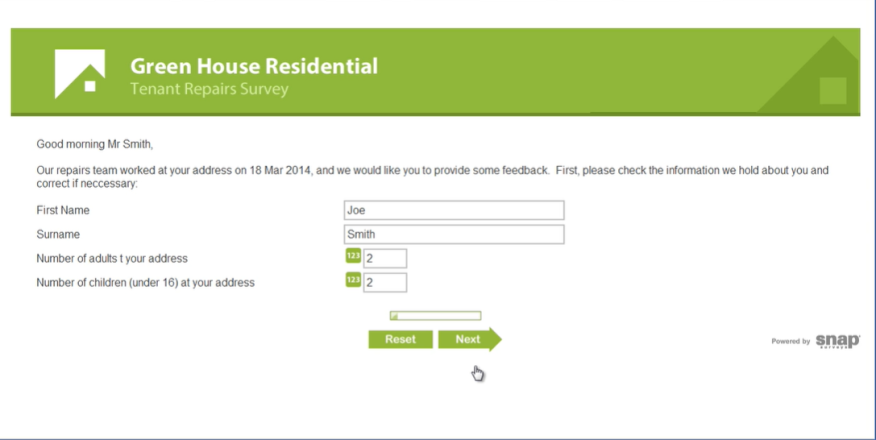 Green House Residential
Tenant Repairs Survey
Good morning Mr Smith,
Our repairs team worked at your address on 18 Mar 2014, and we would like you to provide some feedback. First, please check the information we hold about you and
correct if neccessary:
First Name Joe
Surname Smith
Number of adults t your address 123 2
Number of children (under 16) at your address 123 2
Reset Next
Powered by snap